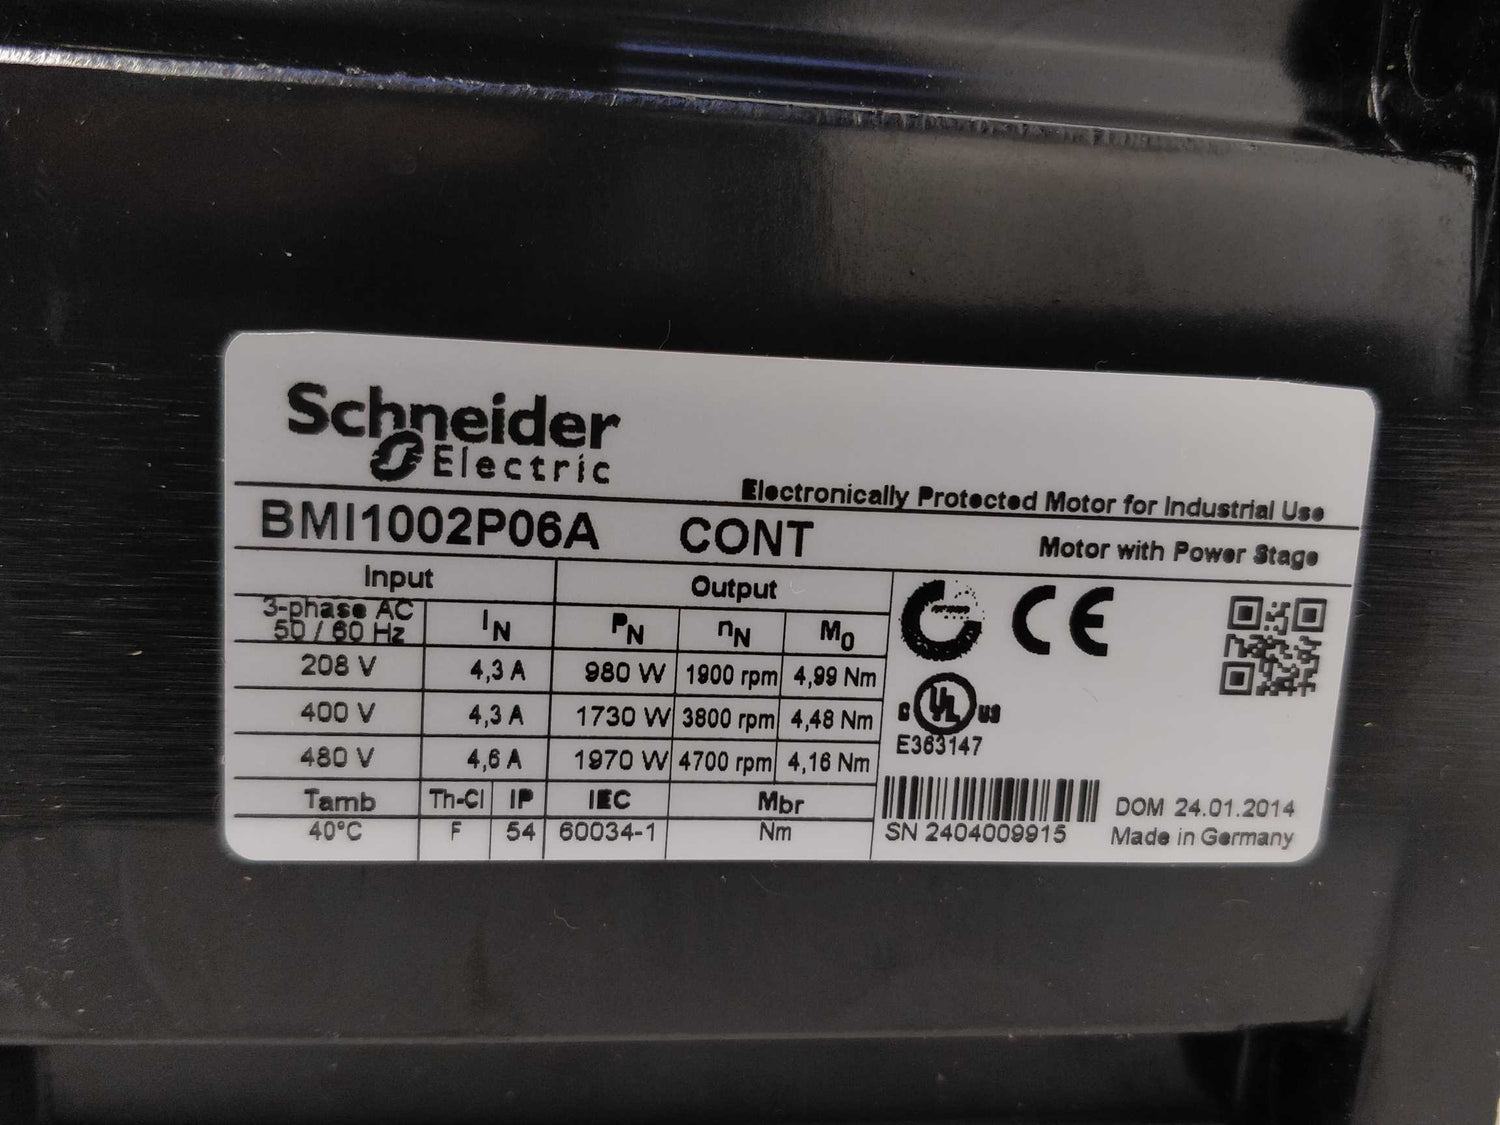 Schneider
Electric
Electronically Protected Motor for Industrial Use
BMI1002P06A CONT Motor with Power Stage
Input Output
3-phase AC 50 / 60 Hz IN PN nN M0
208 V 4,3 A 980 W 1900 rpm 4,99 Nm
400 V 4,3 A 1730 W 3800 rpm 4,48 Nm
480 V 4,6 A 1970 W 4700 rpm 4,16 Nm
Tamb Th-Cl IP IEC Mbr
40°C F 54 60034-1 Nm
CE
c UL us
E363147
SN 2404009915
DOM 24.01.2014
Made in Germany